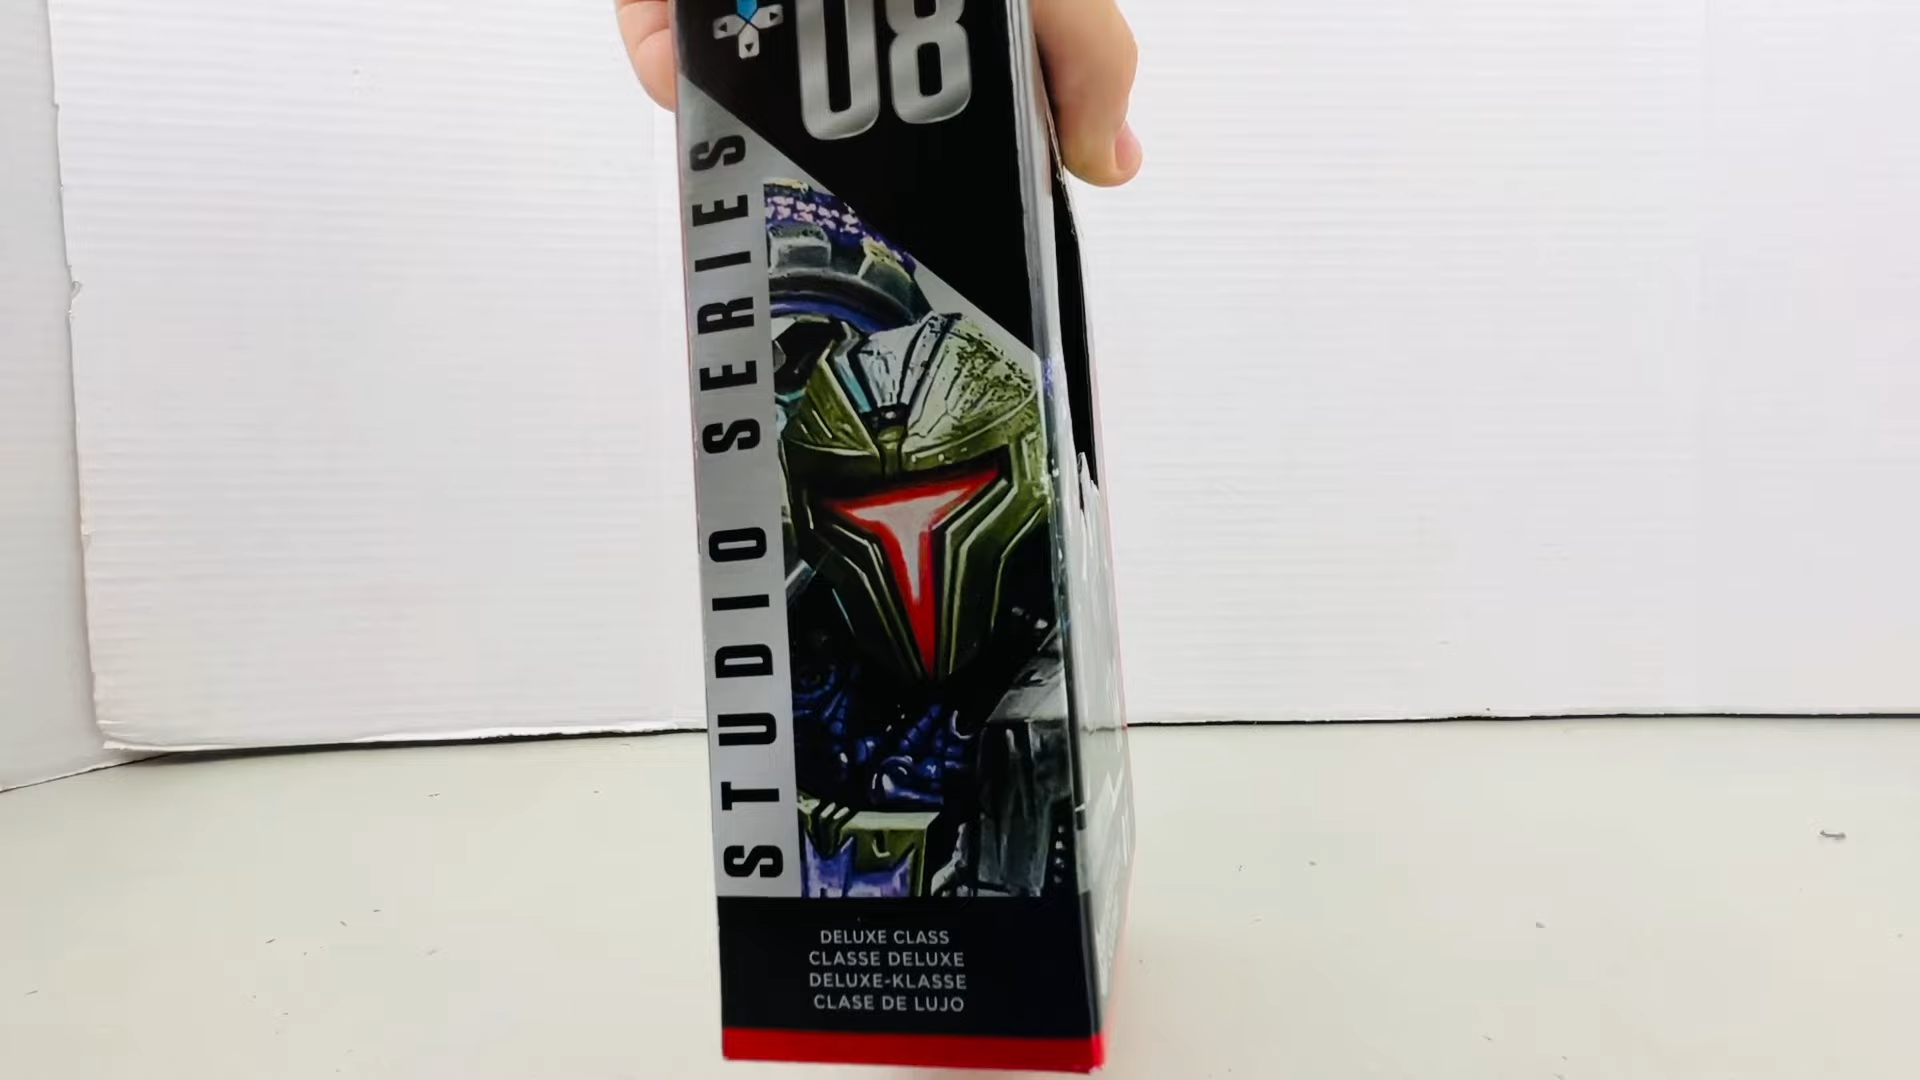 08
STUDIO SERIES
DELUXE CLASS
CLASSE DELUXE
DELUXE-KLASSE
CLASE DE LUJO